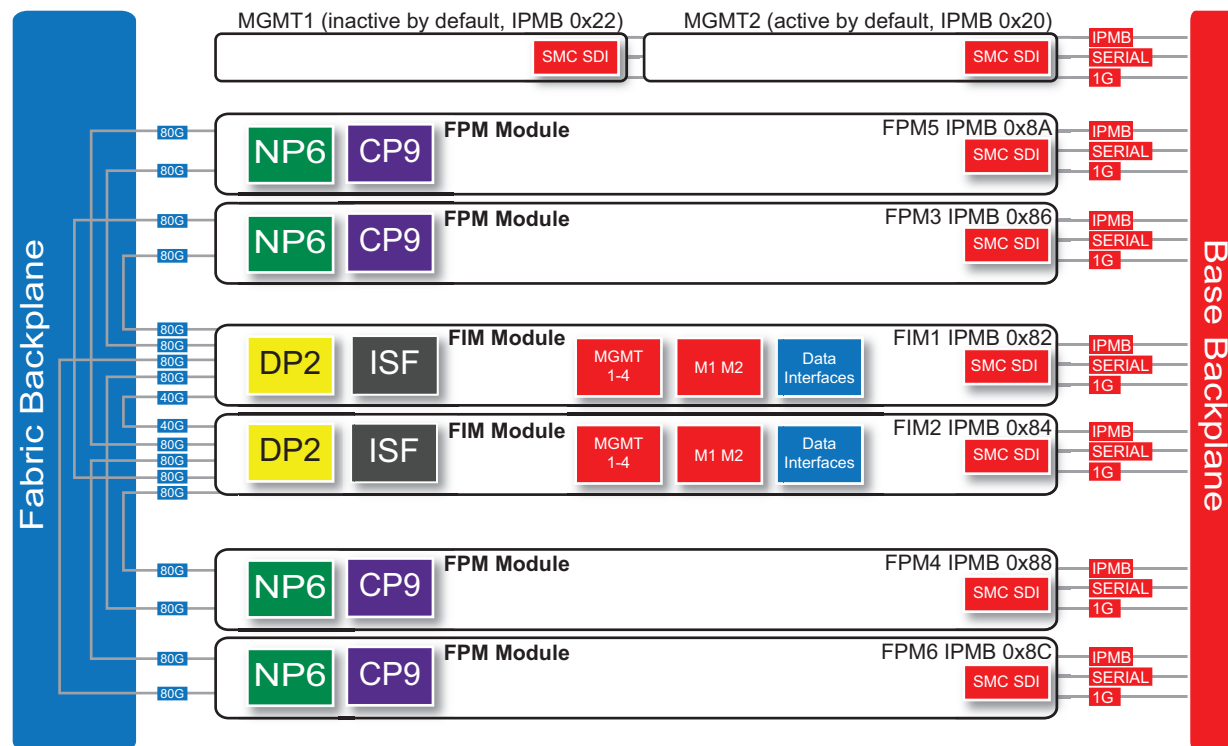 MGMT1 (inactive by default, IPMB 0x22)
MGMT2 (active by default, IPMB 0x20)
SMC SDI
SMC SDI
IPMB
SERIAL
1G
Fabric Backplane
Base Backplane
80G
80G
FPM Module
NP6
CP9
FPM5 IPMB 0x8A
SMC SDI
IPMB
SERIAL
1G
80G
80G
FPM Module
NP6
CP9
FPM3 IPMB 0x86
SMC SDI
IPMB
SERIAL
1G
80G
80G
80G
80G
40G
FIM Module
DP2
ISF
MGMT
1-4
M1 M2
Data
Interfaces
FIM1 IPMB 0x82
SMC SDI
IPMB
SERIAL
1G
40G
80G
80G
80G
80G
FIM Module
DP2
ISF
MGMT
1-4
M1 M2
Data
Interfaces
FIM2 IPMB 0x84
SMC SDI
IPMB
SERIAL
1G
80G
80G
FPM Module
NP6
CP9
FPM4 IPMB 0x88
SMC SDI
IPMB
SERIAL
1G
80G
80G
FPM Module
NP6
CP9
FPM6 IPMB 0x8C
SMC SDI
IPMB
SERIAL
1G